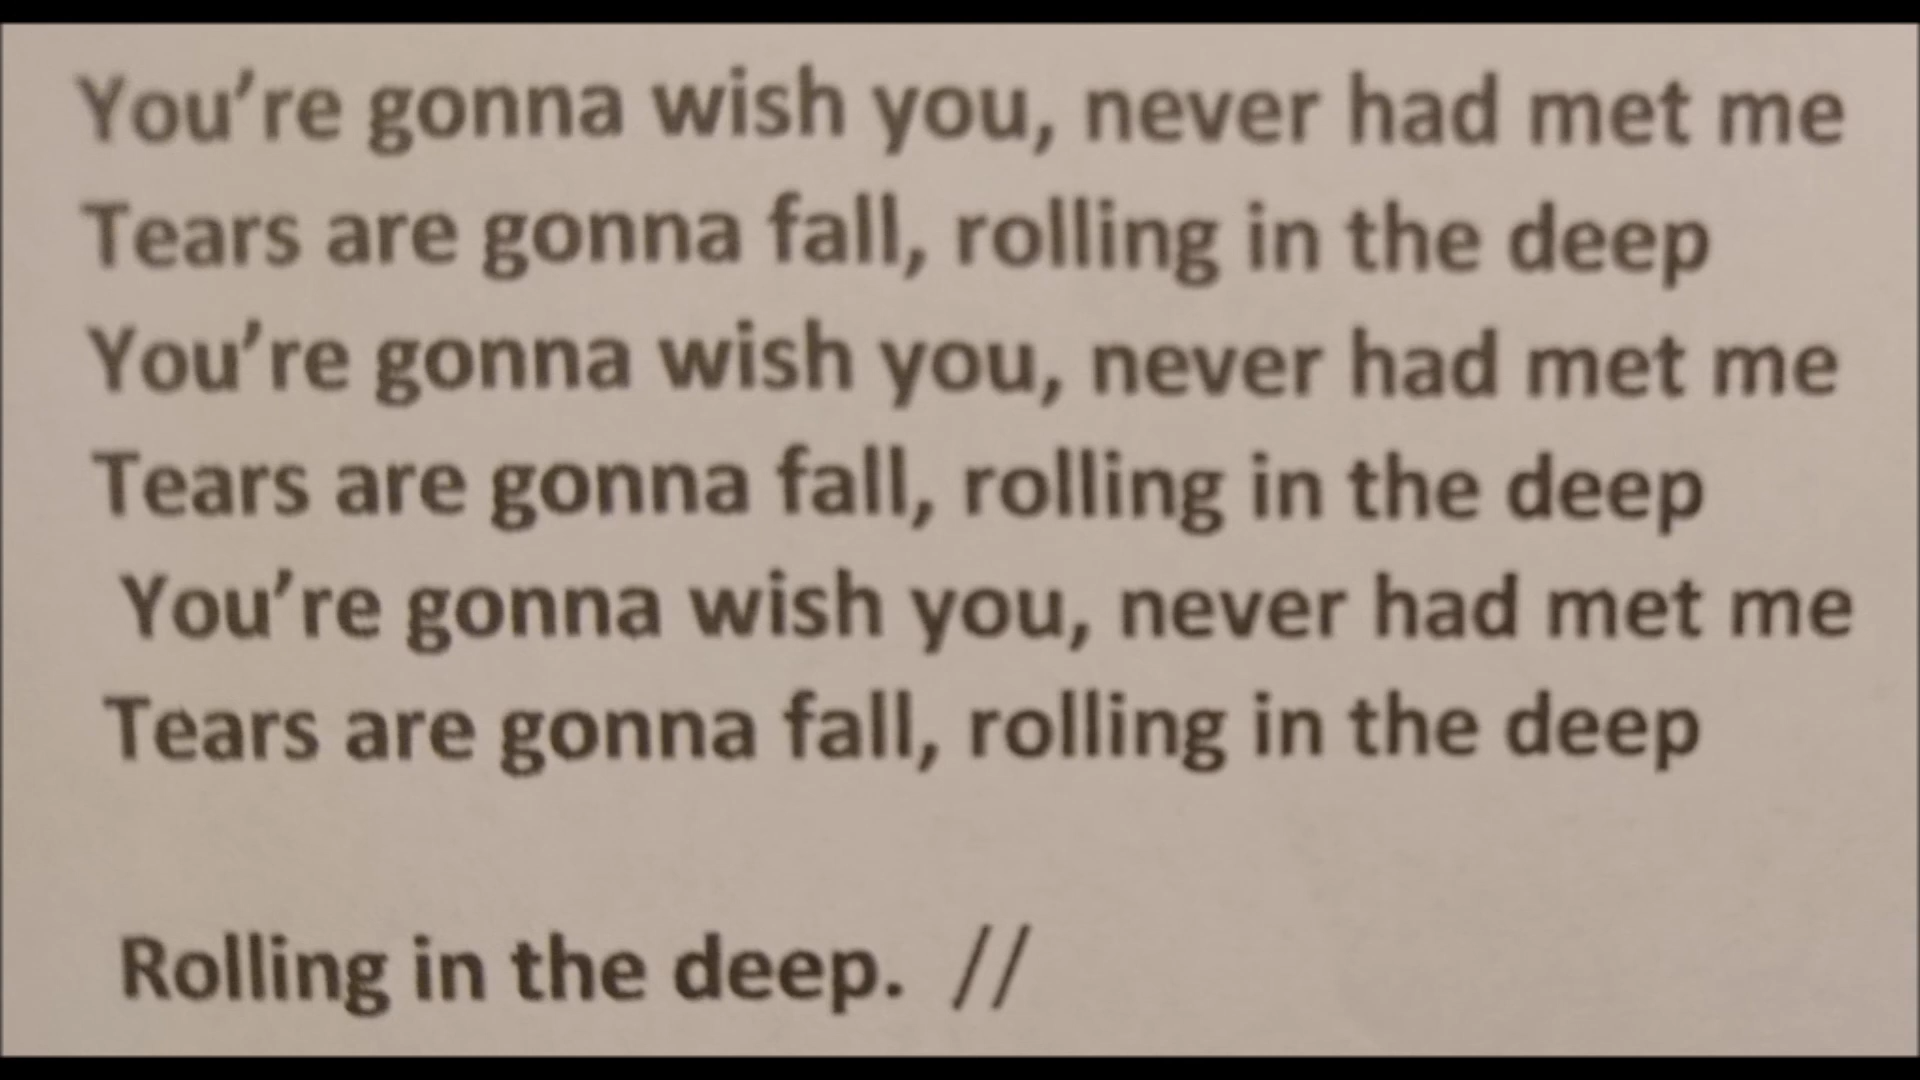 You're gonna wish you, never had met me
Tears are gonna fall, rolling in the deep
You're gonna wish you, never had met me
Tears are gonna fall, rolling in the deep
You're gonna wish you, never had met me
Tears are gonna fall, rolling in the deep
Rolling in the deep. //